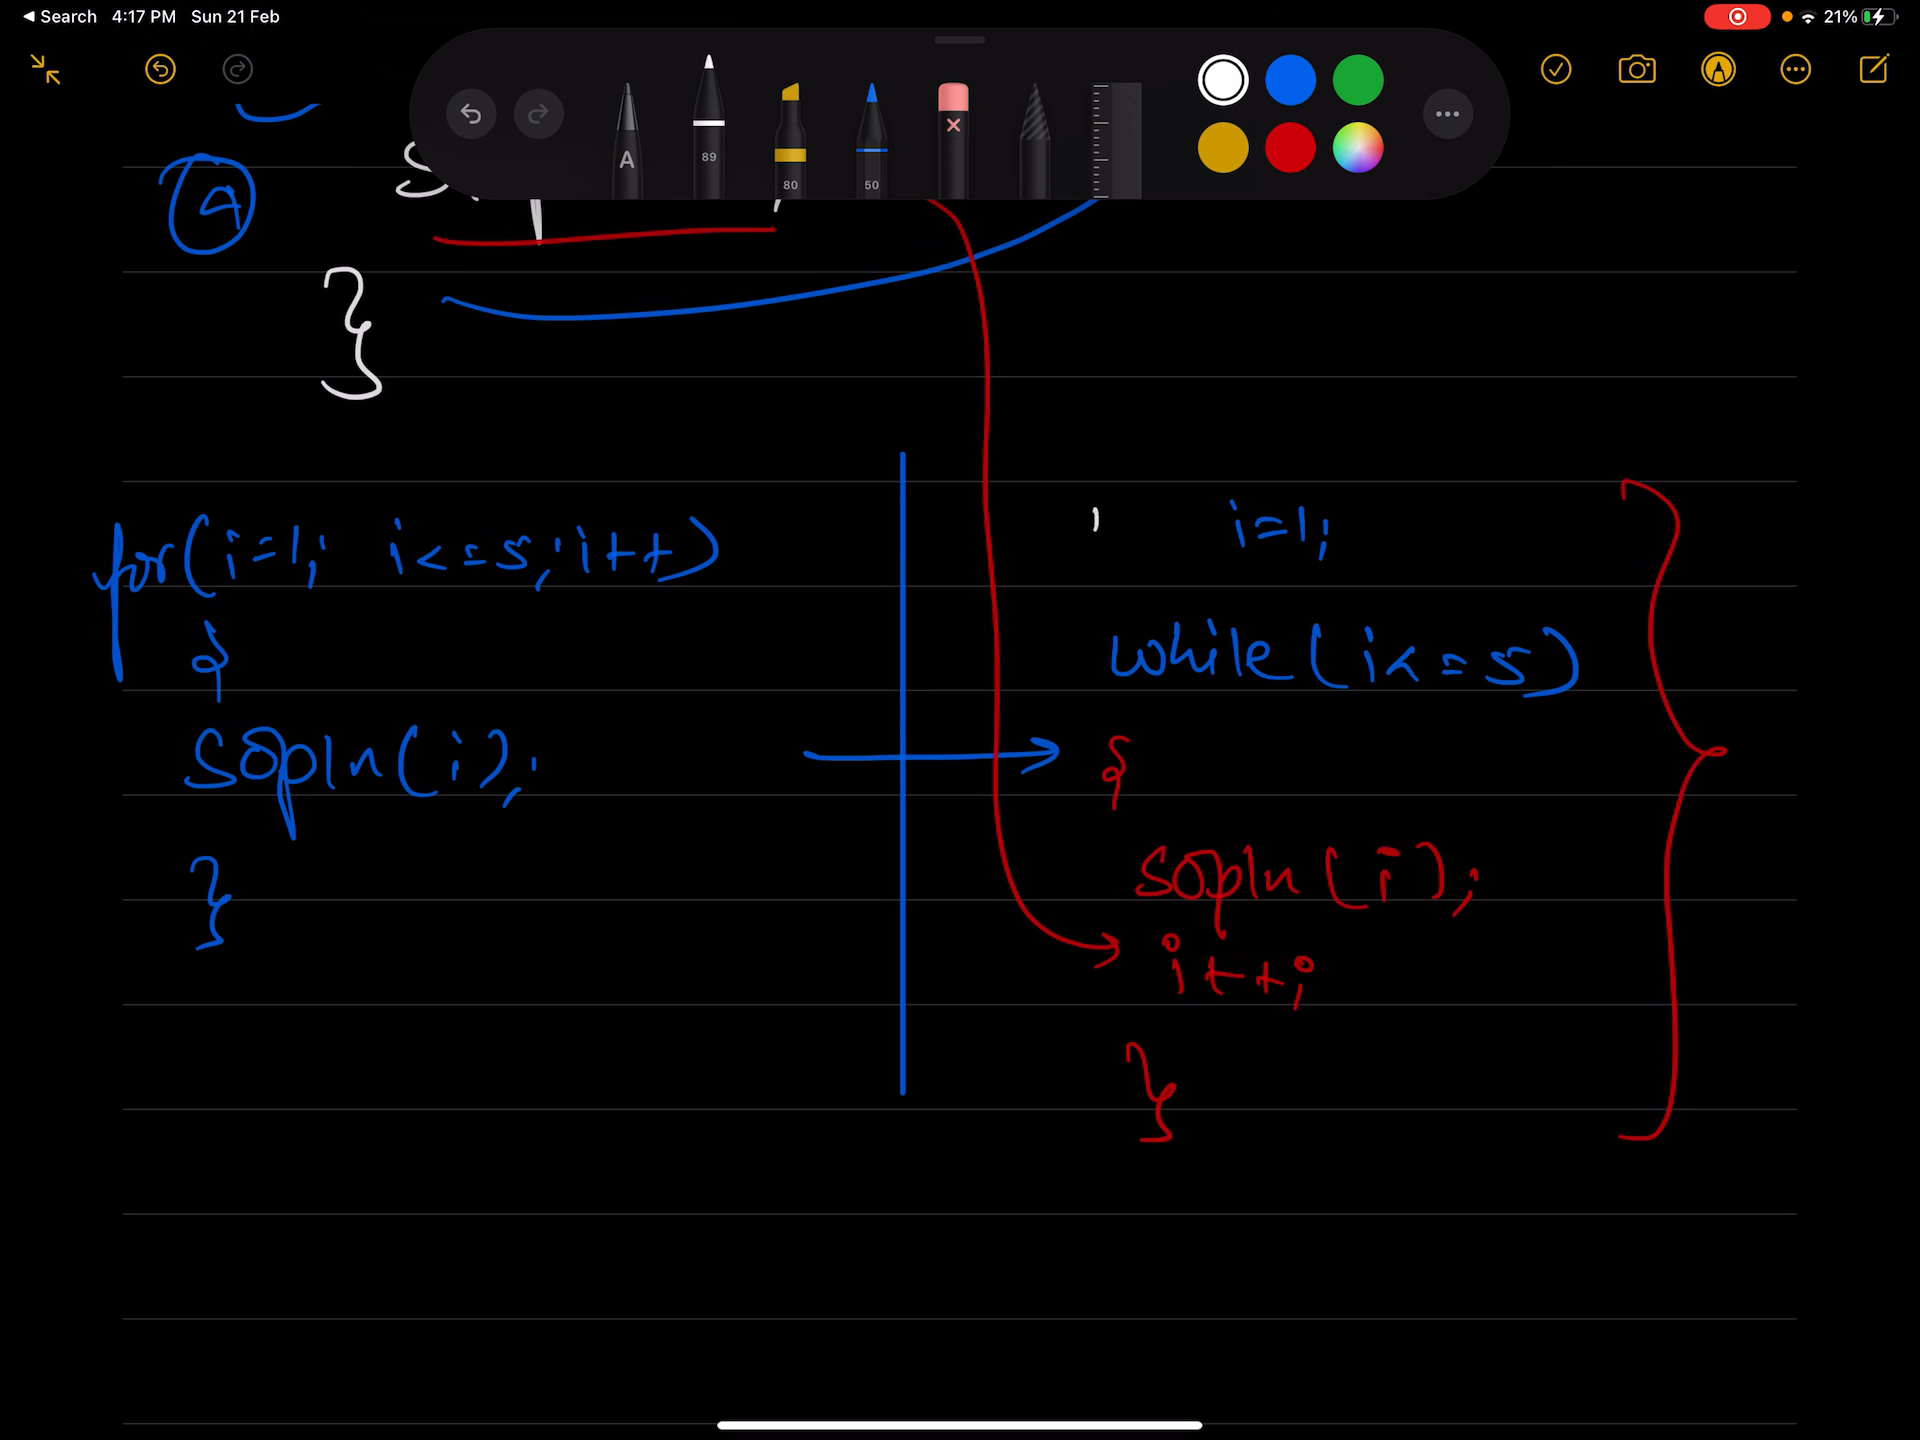 Search 4:17 PM Sun 21 Feb 21%
A 89 80 50
4
}
for(i=1; i<=5; i++)
{
Sopln(i);
}
i=1;
while(i<=5)
{
Sopln(i);
i++;
}